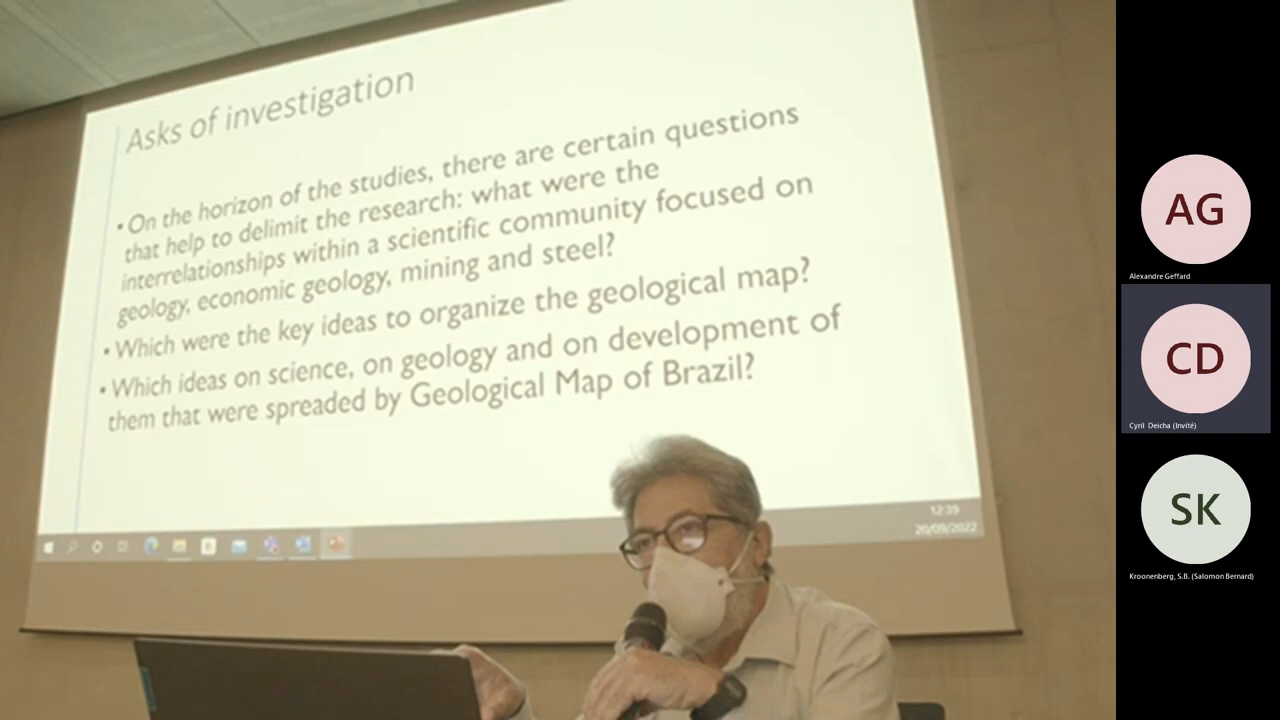 Asks of investigation
• On the horizon of the studies, there are certain questions
that help to delimit the research: what were the
interrelationships within a scientific community focused on
geology, economic geology, mining and steel?
• Which were the key ideas to organize the geological map?
• Which ideas on science, on geology and on development of
them that were spreaded by Geological Map of Brazil?
12:39
20/09/2022
AG
Alexandre Geffard
CD
Cyril Deicha (Invité)
SK
Kroonenberg, S.B. (Salomon Bernard)